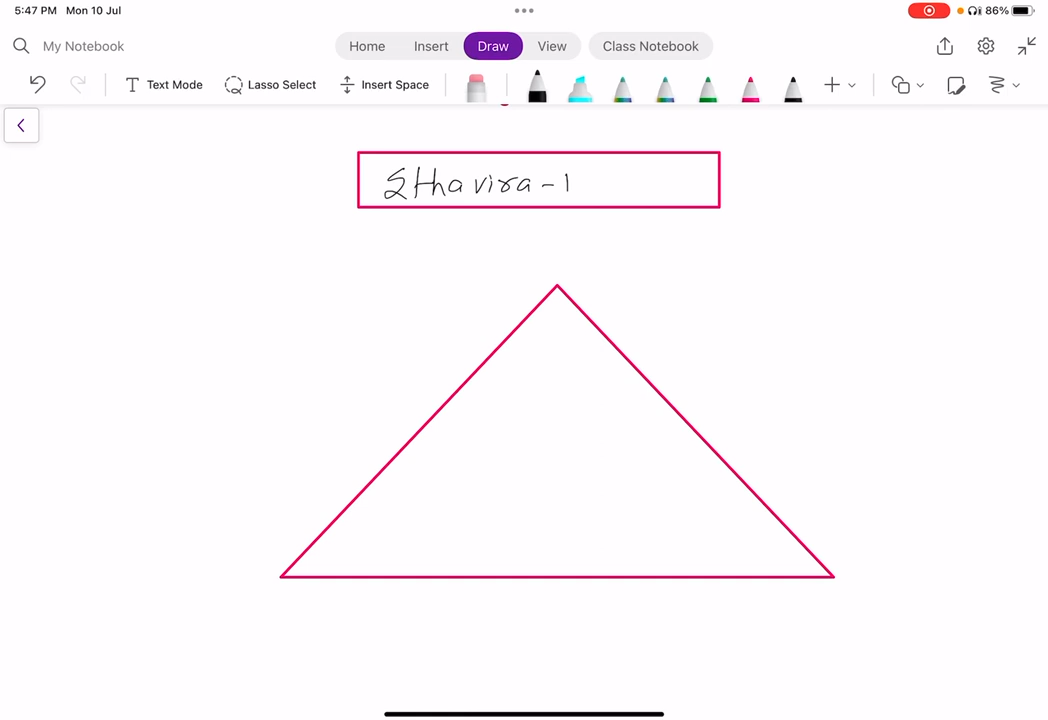 5:47 PM Mon 10 Jul
86%
My Notebook
Home Insert Draw View Class Notebook
Text Mode Lasso Select Insert Space
Sthavira-1